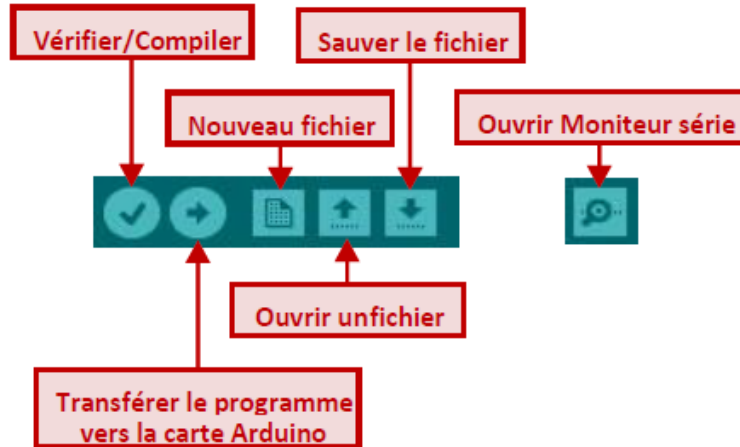 Vérifier/Compiler
Sauver le fichier
Nouveau fichier
Ouvrir Moniteur série
Ouvrir unfichier
Transférer le programme
vers la carte Arduino